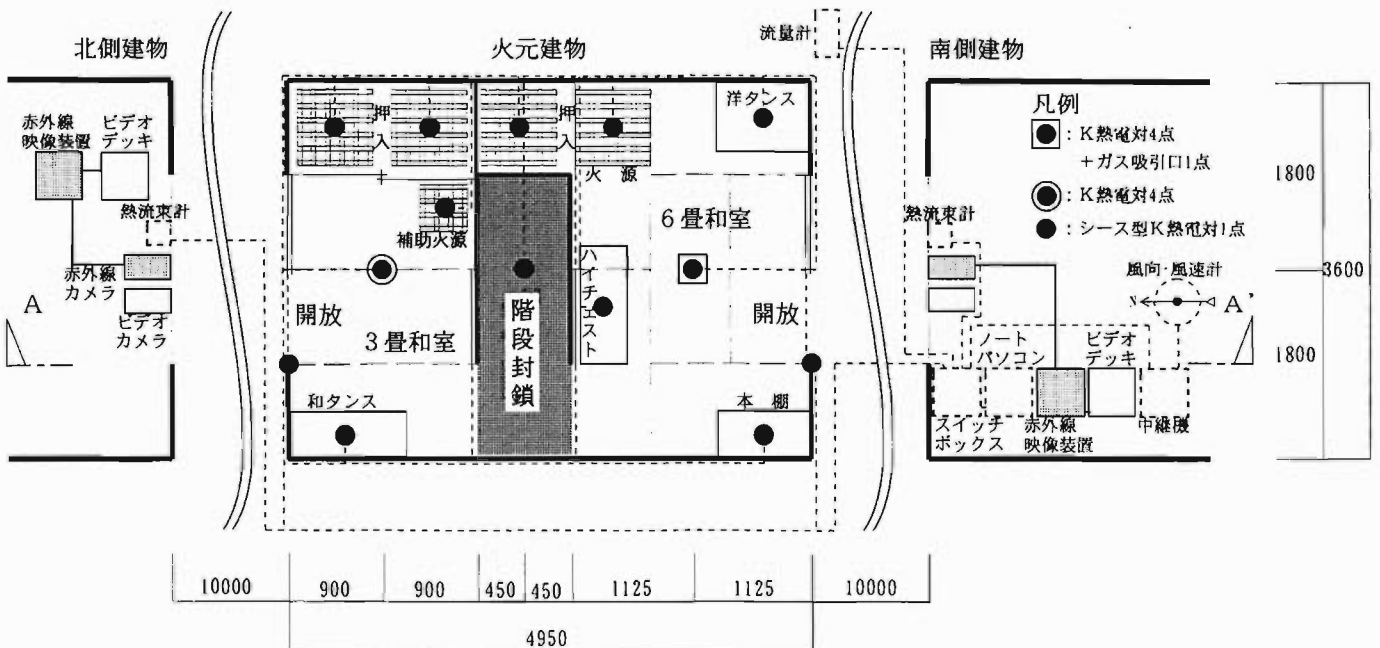 流量計
北側建物
火元建物
南側建物
赤外線
映像装置
ビデオ
デッキ
熱流束計
赤外線
カメラ
ビデオ
カメラ
A
押
入
押
入
火源
洋タンス
補助火源
6畳和室
ハイチェスト
開放
3畳和室
階段封鎖
開放
和タンス
本棚
凡例
: K熱電対4点
+ガス吸引口1点
: K熱電対4点
: シース型K熱電対1点
熱流束計
風向・風速計
N
A'
ノート
パソコン
ビデオ
デッキ
スイッチ
ボックス
赤外線
映像装置
中継機
1800
3600
1800
10000
900
900
450
450
1125
1125
10000
4950